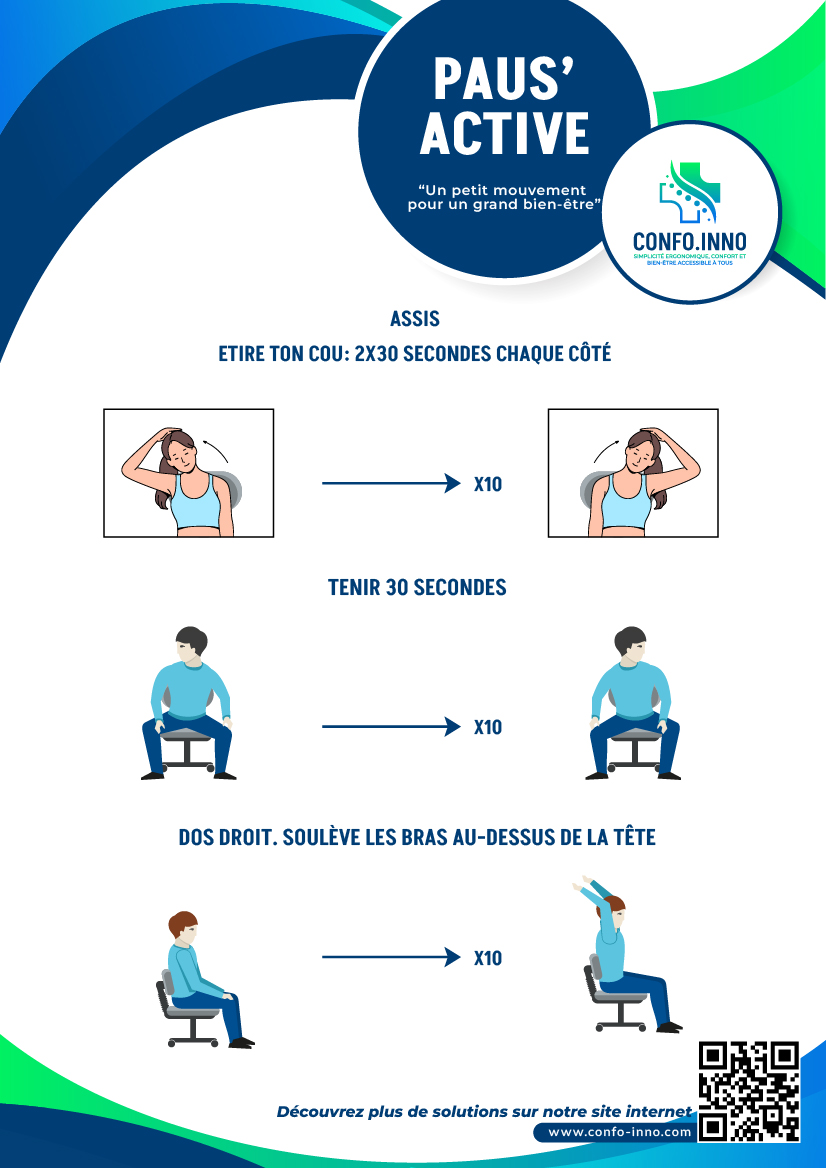 PAUS'
ACTIVE
“Un petit mouvement
pour un grand bien-être”
CONFO.INNO
SIMPLICITÉ ERGONOMIQUE, CONFORT ET
BIEN-ÊTRE ACCESSIBLE À TOUS
ASSIS
ETIRE TON COU: 2X30 SECONDES CHAQUE CÔTÉ
X10
TENIR 30 SECONDES
X10
DOS DROIT. SOULÈVE LES BRAS AU-DESSUS DE LA TÊTE
X10
Découvrez plus de solutions sur notre site internet
www.confo-inno.com